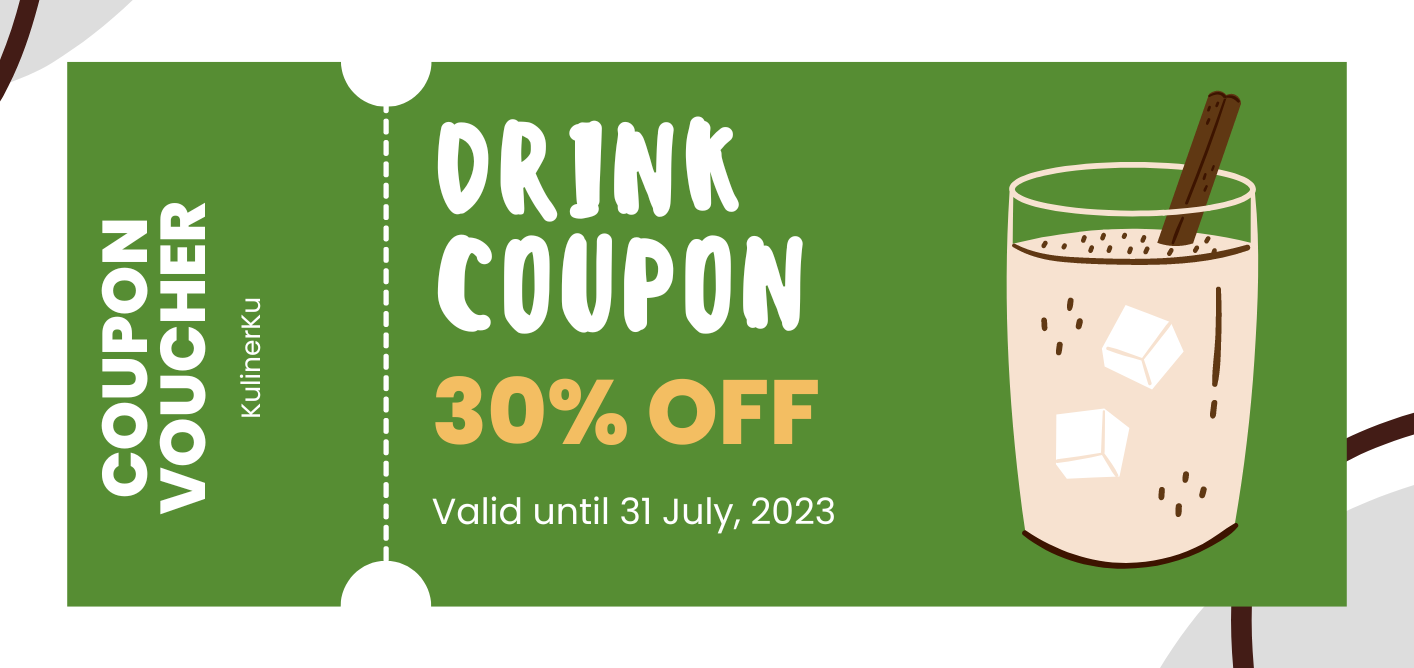 COUPON
VOUCHER
KulinerKu
DRINK
COUPON
30% OFF
Valid until 31 July, 2023